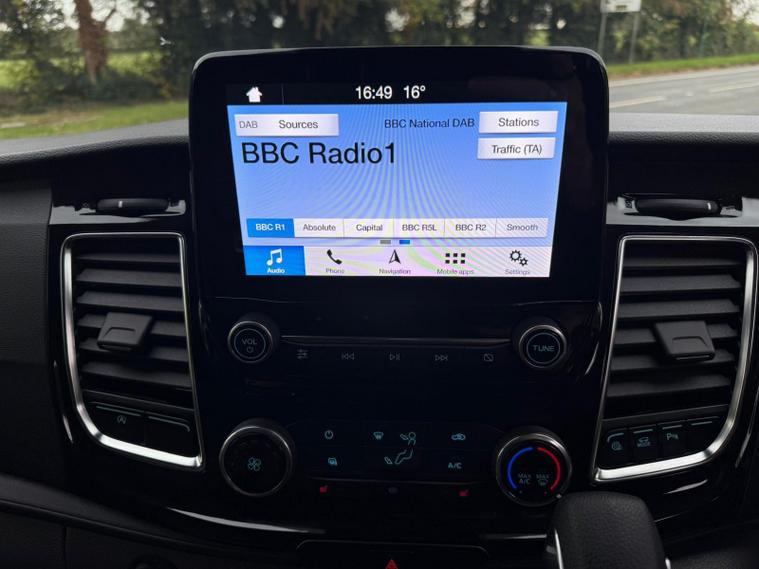 16:49 16°
DAB Sources BBC National DAB Stations
BBC Radio1 Traffic (TA)
BBC R1 Absolute Capital BBC R5L BBC R2 Smooth
Audio Phone Navigation Mobile apps Settings
VOL TUNE
A/C
MAX A/C MAX
MODE